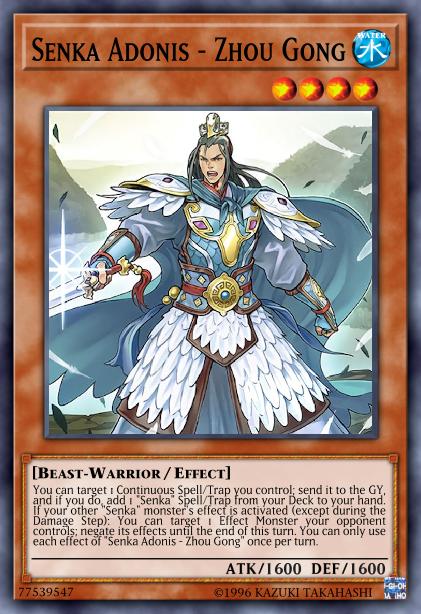 SENKA ADONIS - ZHOU GONG
WATER
水
[BEAST-WARRIOR / EFFECT]
You can target 1 Continuous Spell/Trap you control; send it to the GY,
and if you do, add 1 "Senka" Spell/Trap from your Deck to your hand.
If your other "Senka" monster's effect is activated (except during the
Damage Step): You can target 1 Effect Monster your opponent
controls; negate its effects until the end of this turn. You can only use
each effect of "Senka Adonis - Zhou Gong" once per turn.
ATK/1600 DEF/1600
77539547
©1996 KAZUKI TAKAHASHI